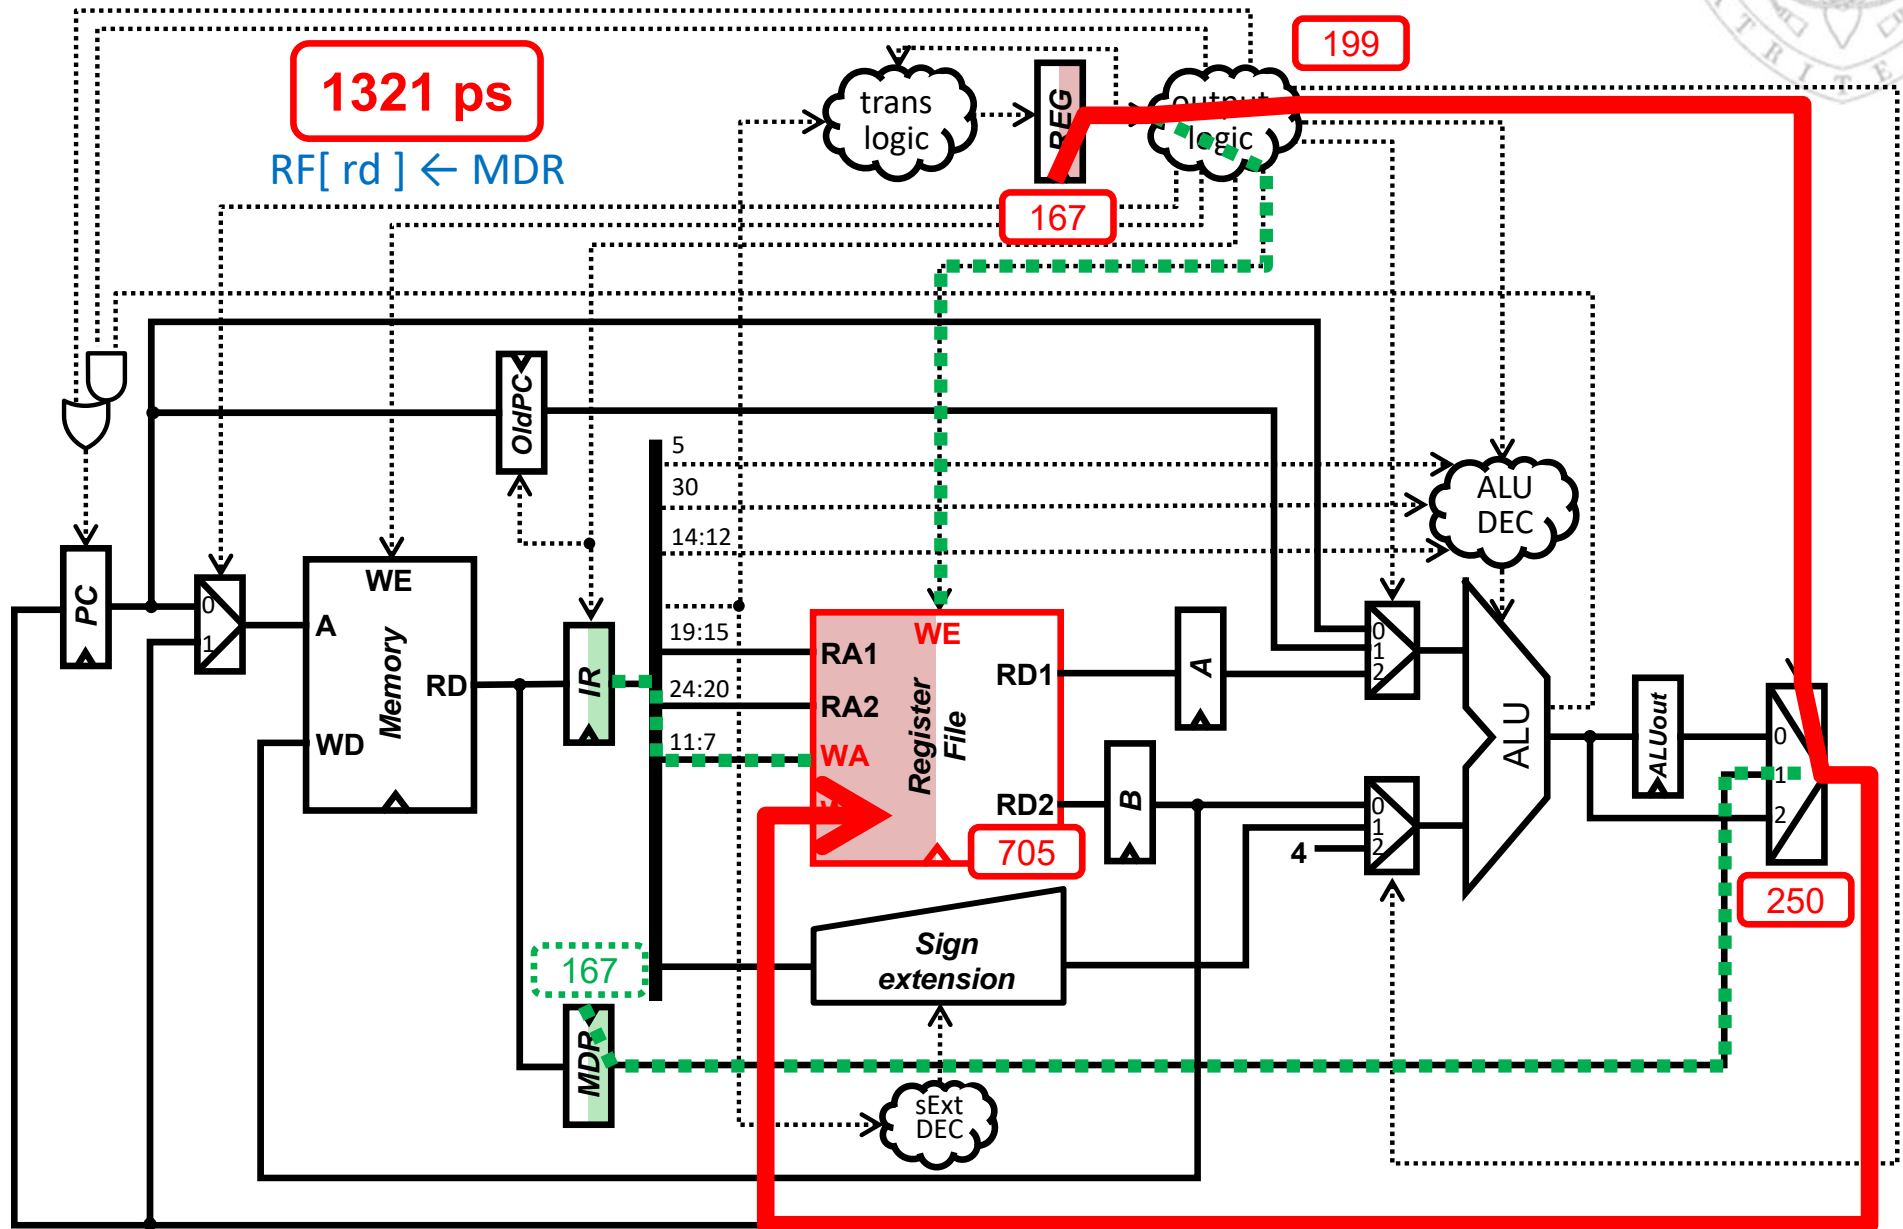 199
1321 ps
RF[ rd ] ← MDR
trans
logic
REG
output
logic
167
OldPC
5
30
14:12
ALU
DEC
PC
0
1
WE
A
Memory
RD
WD
IR
19:15
24:20
11:7
WE
RA1
RA2
WA
Register
File
RD1
RD2
705
A
B
0
1
2
0
1
2
4
ALU
ALUout
0
1
2
250
167
MDR
Sign
extension
sExt
DEC
T R I T E